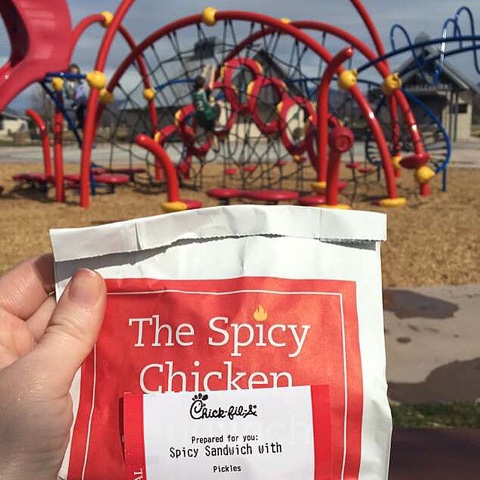 The Spicy
Chicken
Chick-fil-A
Prepared for you:
Spicy Sandwich with
Pickles